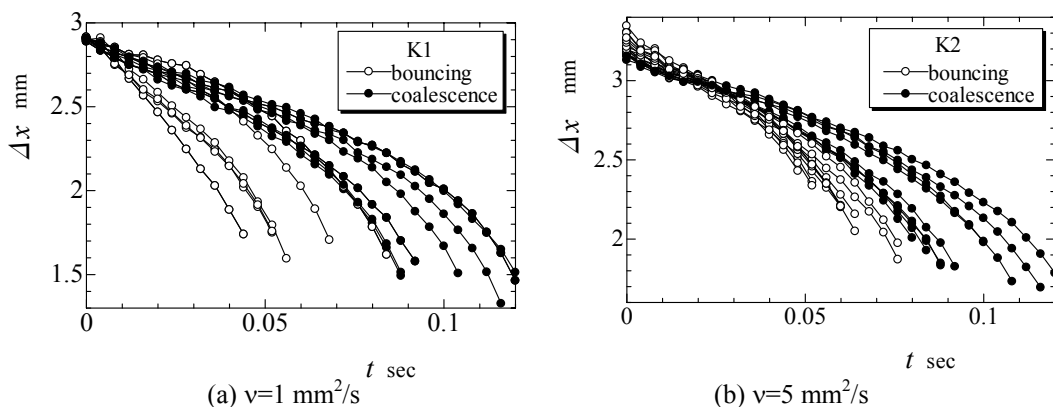 3
2.5
2
1.5
0
0.05
0.1
Δx mm
t sec
K1
bouncing
coalescence
(a) ν=1 mm²/s
3
2.5
2
0
0.05
0.1
Δx mm
t sec
K2
bouncing
coalescence
(b) ν=5 mm²/s